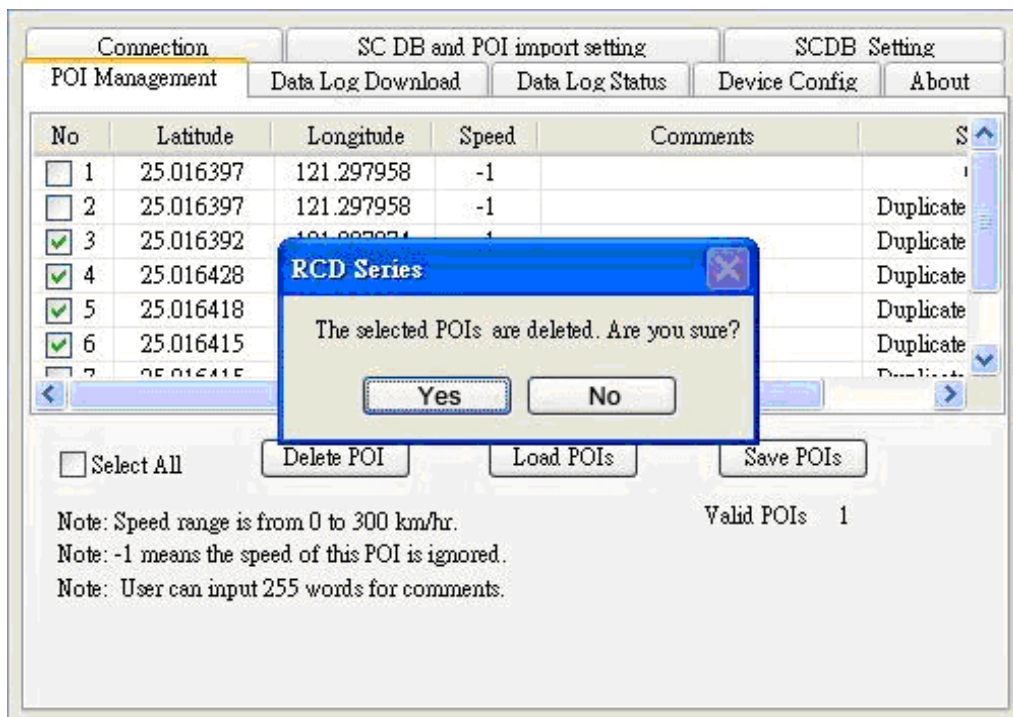 Connection SC DB and POI import setting SCDB Setting
POI Management Data Log Download Data Log Status Device Config About
No Latitude Longitude Speed Comments S
1 25.016397 121.297958 -1
2 25.016397 121.297958 -1 Duplicate
3 25.016392 Duplicate
4 25.016428 Duplicate
5 25.016418 Duplicate
6 25.016415 Duplicate
RCD Series
The selected POIs are deleted. Are you sure?
Yes No
Select All Delete POI Load POIs Save POIs
Valid POIs 1
Note: Speed range is from 0 to 300 km/hr.
Note: -1 means the speed of this POI is ignored.
Note: User can input 255 words for comments.